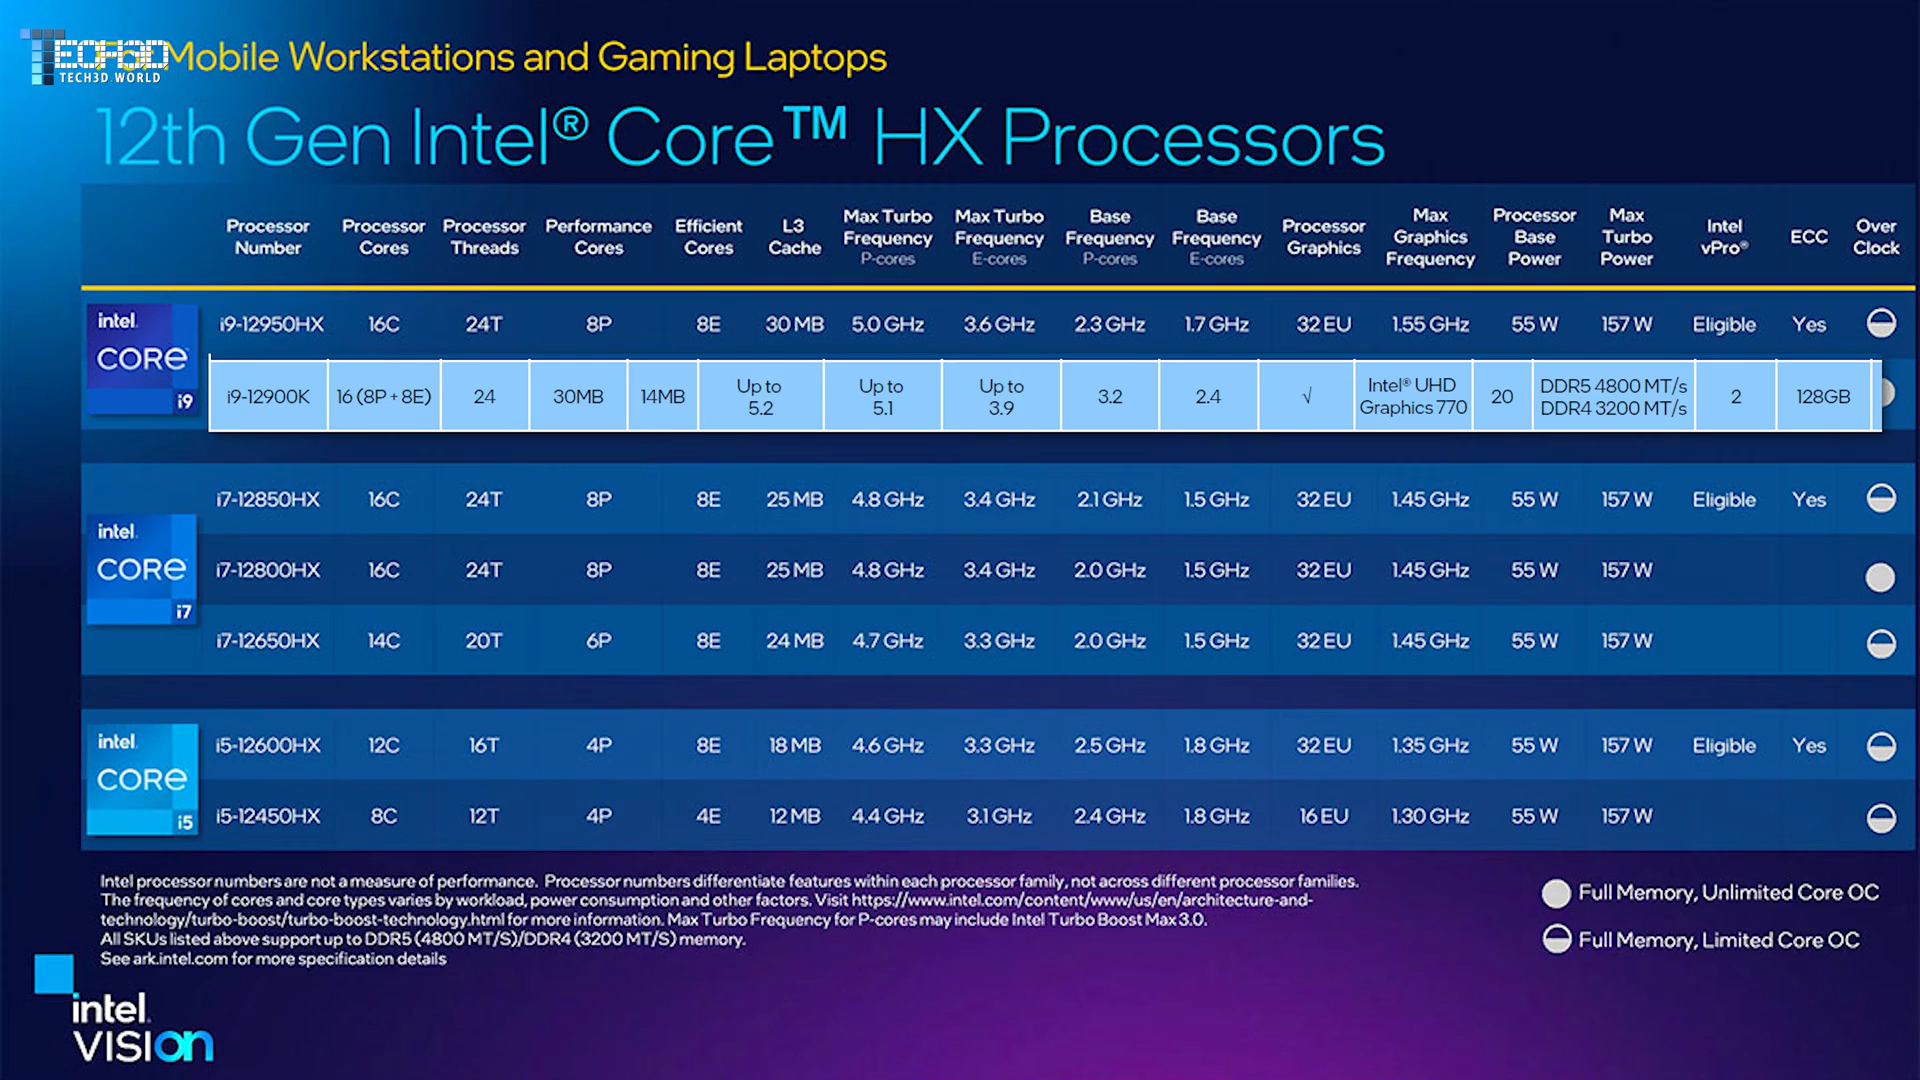 TECH3D
TECH3D WORLD
Mobile Workstations and Gaming Laptops
12th Gen Intel® Core™ HX Processors
Processor Number
Processor Cores
Processor Threads
Performance Cores
Efficient Cores
L3 Cache
Max Turbo Frequency P-cores
Max Turbo Frequency E-cores
Base Frequency P-cores
Base Frequency E-cores
Processor Graphics
Max Graphics Frequency
Processor Base Power
Max Turbo Power
Intel vPro®
ECC
Over Clock
intel CORE i9
i9-12950HX 16C 24T 8P 8E 30 MB 5.0 GHz 3.6 GHz 2.3 GHz 1.7 GHz 32 EU 1.55 GHz 55 W 157 W Eligible Yes
i9-12900K 16 (8P + 8E) 24 30MB 14MB Up to 5.2 Up to 5.1 Up to 3.9 3.2 2.4 √ Intel® UHD Graphics 770 20 DDR5 4800 MT/s DDR4 3200 MT/s 2 128GB
intel CORE i7
i7-12850HX 16C 24T 8P 8E 25 MB 4.8 GHz 3.4 GHz 2.1 GHz 1.5 GHz 32 EU 1.45 GHz 55 W 157 W Eligible Yes
i7-12800HX 16C 24T 8P 8E 25 MB 4.8 GHz 3.4 GHz 2.0 GHz 1.5 GHz 32 EU 1.45 GHz 55 W 157 W
i7-12650HX 14C 20T 6P 8E 24 MB 4.7 GHz 3.3 GHz 2.0 GHz 1.5 GHz 32 EU 1.45 GHz 55 W 157 W
intel CORE i5
i5-12600HX 12C 16T 4P 8E 18 MB 4.6 GHz 3.3 GHz 2.5 GHz 1.8 GHz 32 EU 1.35 GHz 55 W 157 W Eligible Yes
i5-12450HX 8C 12T 4P 4E 12 MB 4.4 GHz 3.1 GHz 2.4 GHz 1.8 GHz 16 EU 1.30 GHz 55 W 157 W
Intel processor numbers are not a measure of performance. Processor numbers differentiate features within each processor family, not across different processor families.
The frequency of cores and core types varies by workload, power consumption and other factors. Visit https://www.intel.com/content/www/us/en/architecture-and-
technology/turbo-boost/turbo-boost-technology.html for more information. Max Turbo Frequency for P-cores may include Intel Turbo Boost Max 3.0.
All SKUs listed above support up to DDR5 (4800 MT/S)/DDR4 (3200 MT/S) memory.
See ark.intel.com for more specification details
Full Memory, Unlimited Core OC
Full Memory, Limited Core OC
intel.
VISION